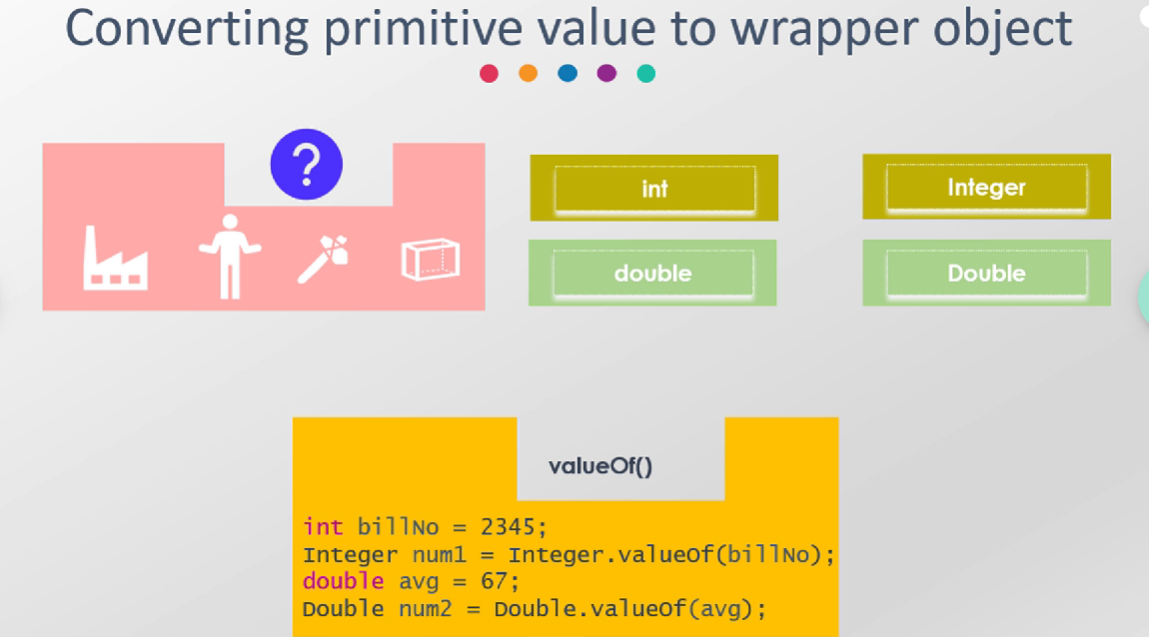 Converting primitive value to wrapper object
?
int
Integer
double
Double
valueOf()
int billNo = 2345;
Integer num1 = Integer.valueOf(billNo);
double avg = 67;
Double num2 = Double.valueOf(avg);